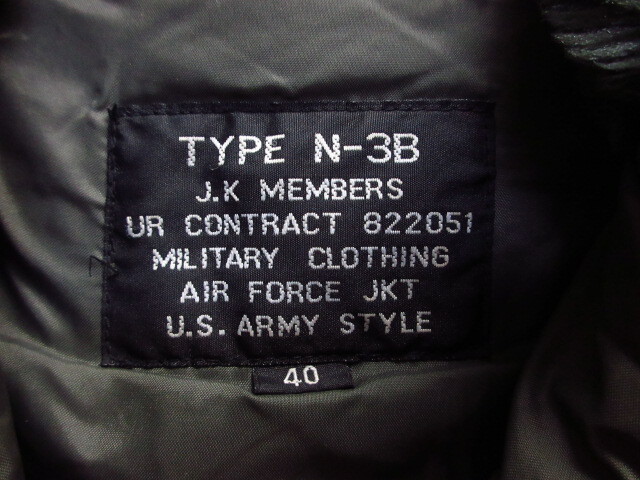 TYPE N-3B
J.K MEMBERS
UR CONTRACT 822051
MILITARY CLOTHING
AIR FORCE JKT
U.S. ARMY STYLE
40